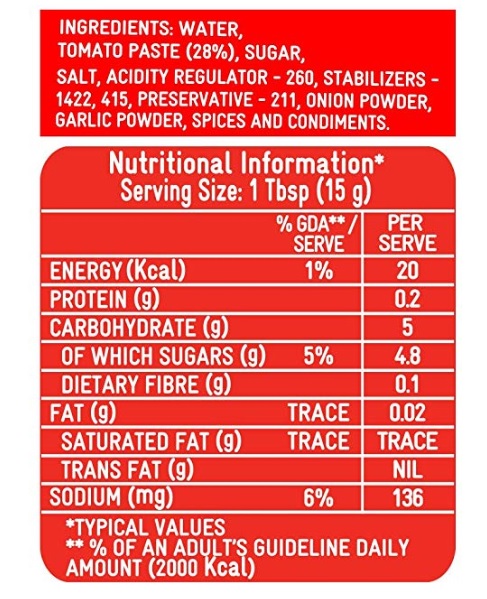 INGREDIENTS: WATER,
TOMATO PASTE (28%), SUGAR,
SALT, ACIDITY REGULATOR - 260, STABILIZERS -
1422, 415, PRESERVATIVE - 211, ONION POWDER,
GARLIC POWDER, SPICES AND CONDIMENTS.
Nutritional Information*
Serving Size: 1 Tbsp (15 g)
% GDA**/ SERVE PER SERVE
ENERGY (Kcal) 1% 20
PROTEIN (g) 0.2
CARBOHYDRATE (g) 5
OF WHICH SUGARS (g) 5% 4.8
DIETARY FIBRE (g) 0.1
FAT (g) TRACE 0.02
SATURATED FAT (g) TRACE TRACE
TRANS FAT (g) NIL
SODIUM (mg) 6% 136
*TYPICAL VALUES
** % OF AN ADULT'S GUIDELINE DAILY
AMOUNT (2000 Kcal)